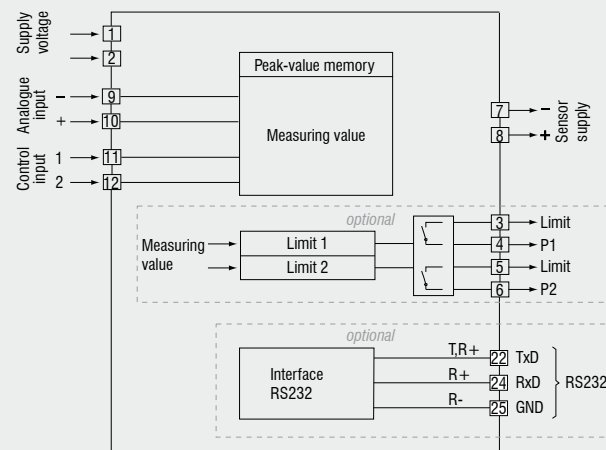 Supply
voltage
1
2
Analogue
input
– 9
+ 10
Control
input
1 11
2 12
Peak-value memory
Measuring value
7 –
8 +
Sensor
supply
optional
Measuring
value
Limit 1
Limit 2
3 Limit
4 P1
5 Limit
6 P2
optional
Interface
RS232
T,R+ 22 TxD
R+ 24 RxD
R- 25 GND
RS232